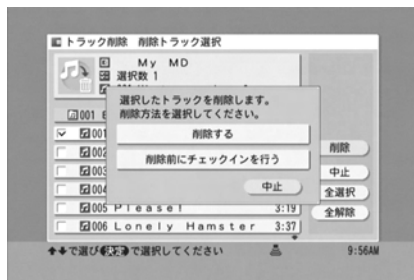 トラック削除 削除トラック選択
My MD
選択数 1
選択したトラックを削除します。
削除方法を選択してください。
削除する
削除前にチェックインを行う
中止
001
001
002
003
004
005 Please! 3:19
006 Lonely Hamster 3:37
削除
中止
全選択
全解除
で選び 決定 で選択してください 9:56AM